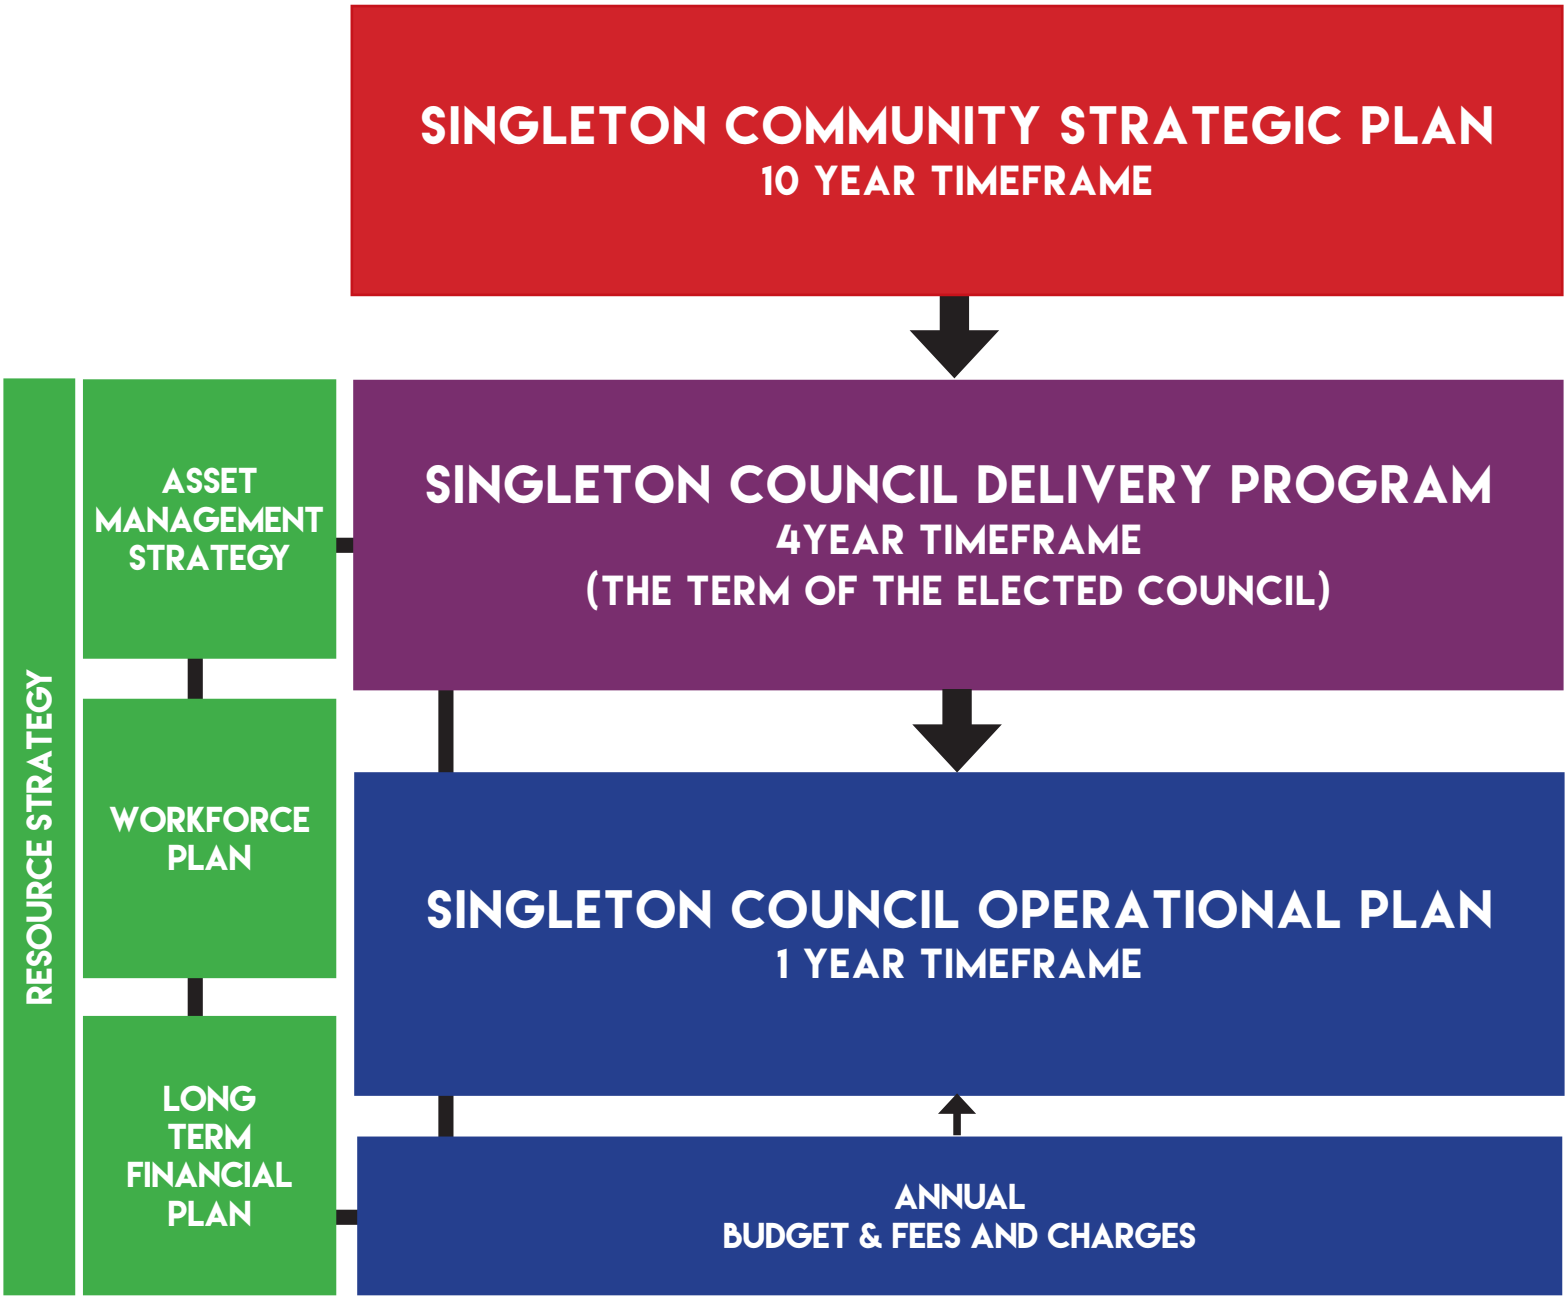 SINGLETON COMMUNITY STRATEGIC PLAN
10 YEAR TIMEFRAME
RESOURCE STRATEGY
ASSET
MANAGEMENT
STRATEGY
SINGLETON COUNCIL DELIVERY PROGRAM
4YEAR TIMEFRAME
(THE TERM OF THE ELECTED COUNCIL)
WORKFORCE
PLAN
SINGLETON COUNCIL OPERATIONAL PLAN
1 YEAR TIMEFRAME
LONG
TERM
FINANCIAL
PLAN
ANNUAL
BUDGET & FEES AND CHARGES